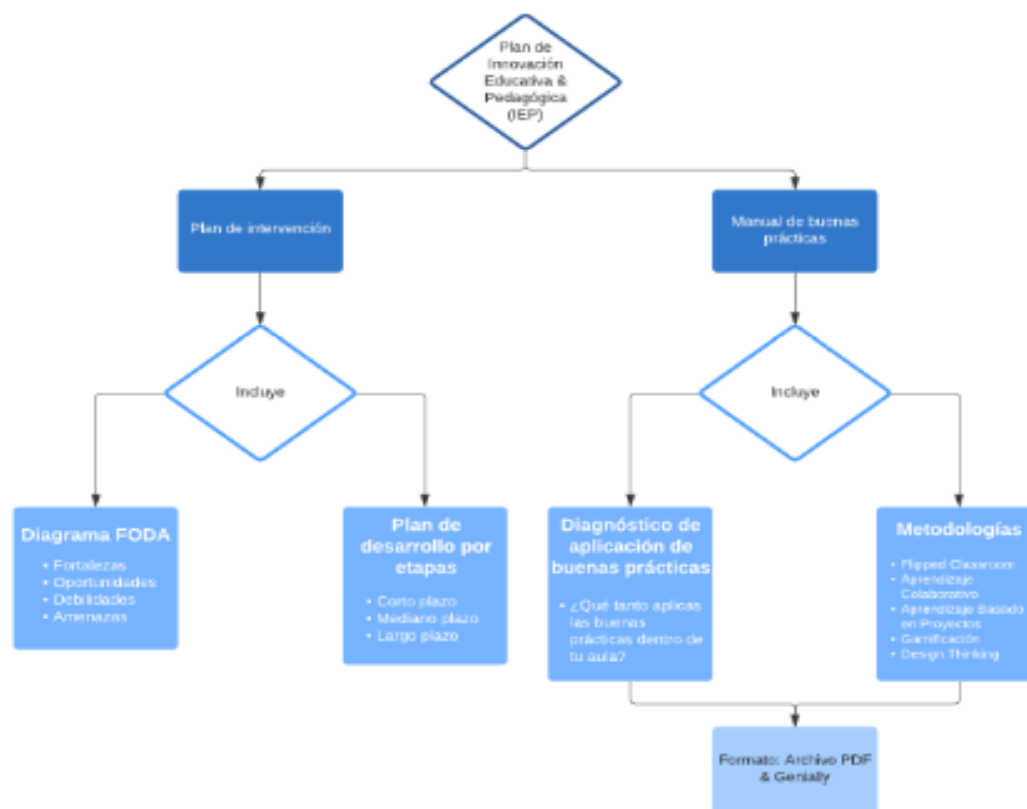 Plan de
Innovación
Educativa &
Pedagógica
(IEP)
Plan de intervención
Manual de buenas
prácticas
Incluye
Incluye
Diagrama FODA
• Fortalezas
• Oportunidades
• Debilidades
• Amenazas
Plan de
desarrollo por
etapas
• Corto plazo
• Mediano plazo
• Largo plazo
Diagnóstico de
aplicación de
buenas prácticas
• ¿Qué tanto aplicas
las buenas
prácticas dentro de
tu aula?
Metodologías
• Flipped Classroom
• Aprendizaje
Colaborativo
• Aprendizaje Basado
en Proyectos
• Gamificación
• Design Thinking
Formato: Archivo PDF
& Genially